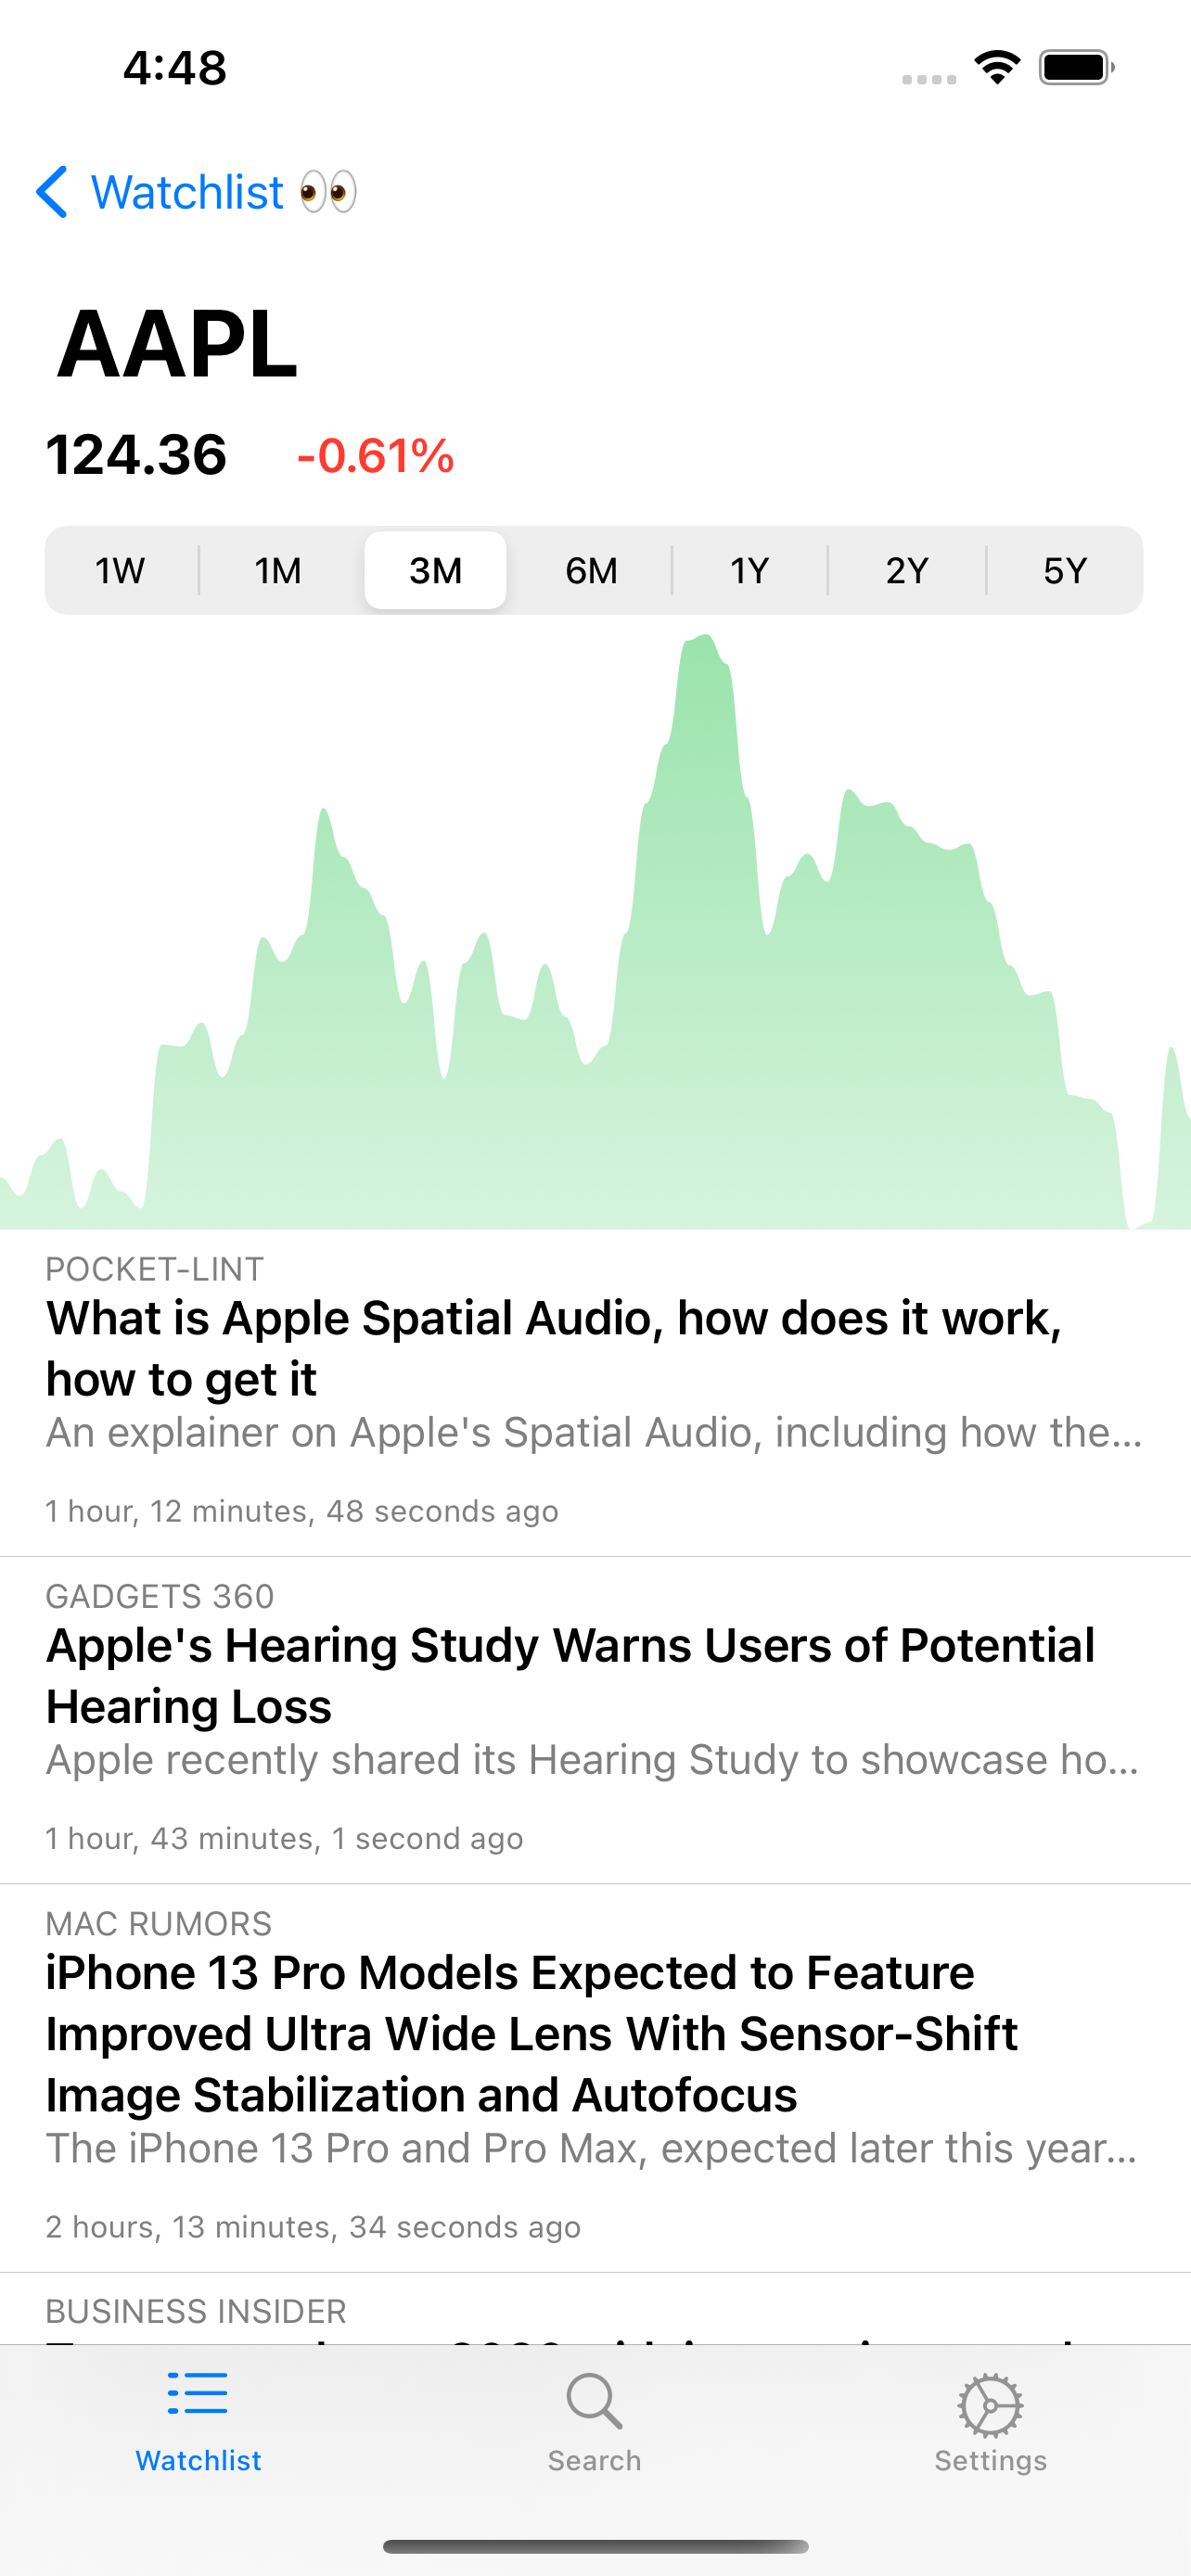 4:48
Watchlist 👀
AAPL
124.36 -0.61%
1W 1M 3M 6M 1Y 2Y 5Y
POCKET-LINT
What is Apple Spatial Audio, how does it work,
how to get it
An explainer on Apple's Spatial Audio, including how the...
1 hour, 12 minutes, 48 seconds ago
GADGETS 360
Apple's Hearing Study Warns Users of Potential
Hearing Loss
Apple recently shared its Hearing Study to showcase ho...
1 hour, 43 minutes, 1 second ago
MAC RUMORS
iPhone 13 Pro Models Expected to Feature
Improved Ultra Wide Lens With Sensor-Shift
Image Stabilization and Autofocus
The iPhone 13 Pro and Pro Max, expected later this year...
2 hours, 13 minutes, 34 seconds ago
BUSINESS INSIDER
Watchlist Search Settings